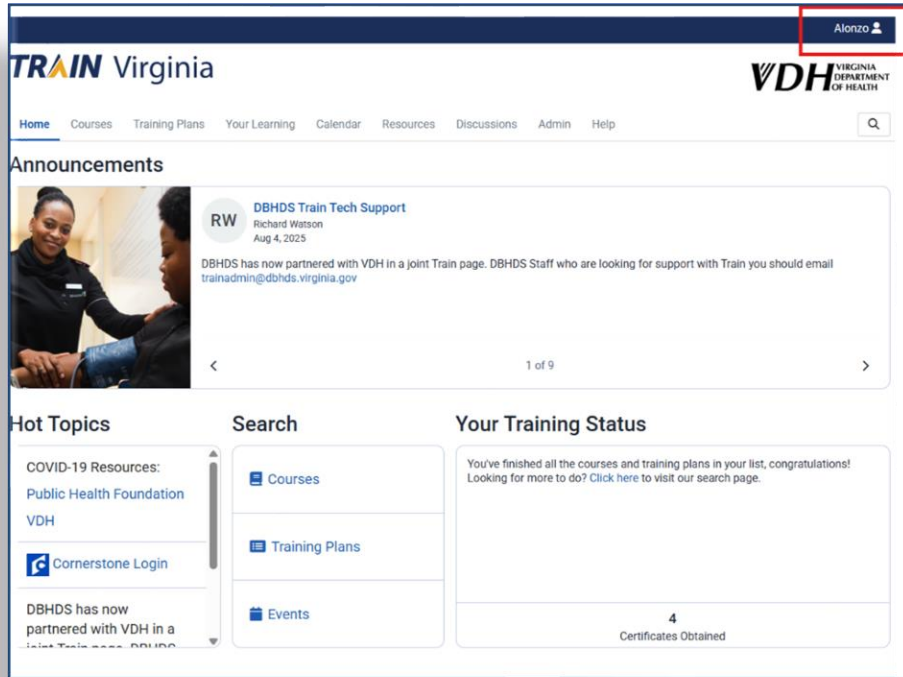 Alonzo
TRAIN Virginia
VDH VIRGINIA
DEPARTMENT
OF HEALTH
Home Courses Training Plans Your Learning Calendar Resources Discussions Admin Help
Announcements
RW
DBHDS Train Tech Support
Richard Watson
Aug 4, 2025
DBHDS has now partnered with VDH in a joint Train page. DBHDS Staff who are looking for support with Train you should email
trainadmin@dbhds.virginia.gov
1 of 9
Hot Topics
COVID-19 Resources:
Public Health Foundation
VDH
Cornerstone Login
DBHDS has now
partnered with VDH in a
joint Train page. DBHDS
Search
Courses
Training Plans
Events
Your Training Status
You've finished all the courses and training plans in your list, congratulations!
Looking for more to do? Click here to visit our search page.
4
Certificates Obtained